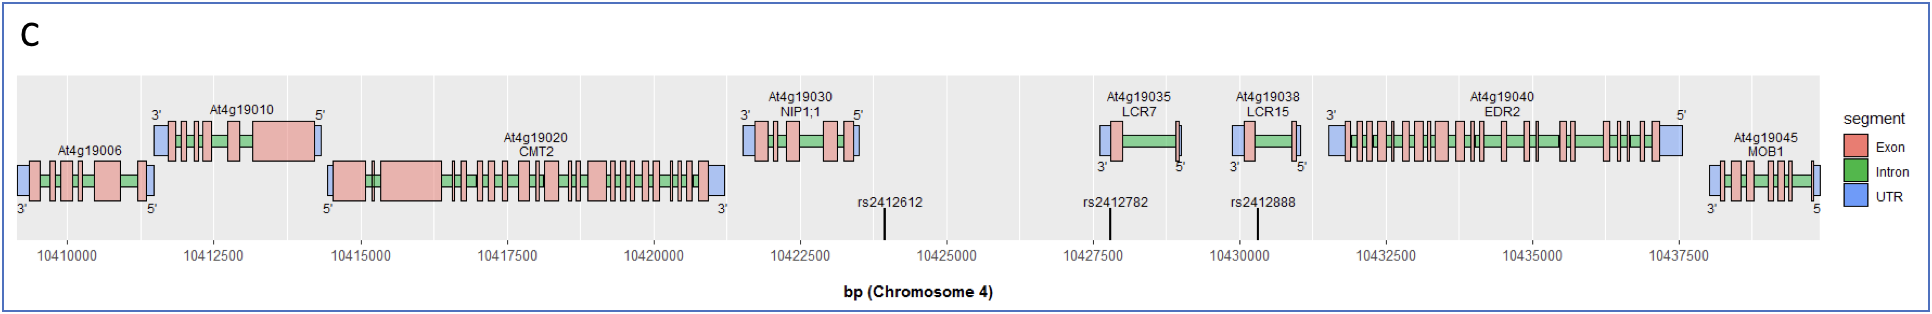 C
At4g19006
3'
5'
At4g19010
3'
5'
At4g19020
CMT2
5'
3'
At4g19030
NIP1;1
3'
5'
At4g19035
LCR7
3'
5'
At4g19038
LCR15
3'
5'
At4g19040
EDR2
3'
5'
At4g19045
MOB1
3'
5
rs2412612
rs2412782
rs2412888
10410000 10412500 10415000 10417500 10420000 10422500 10425000 10427500 10430000 10432500 10435000 10437500
bp (Chromosome 4)
segment
Exon
Intron
UTR